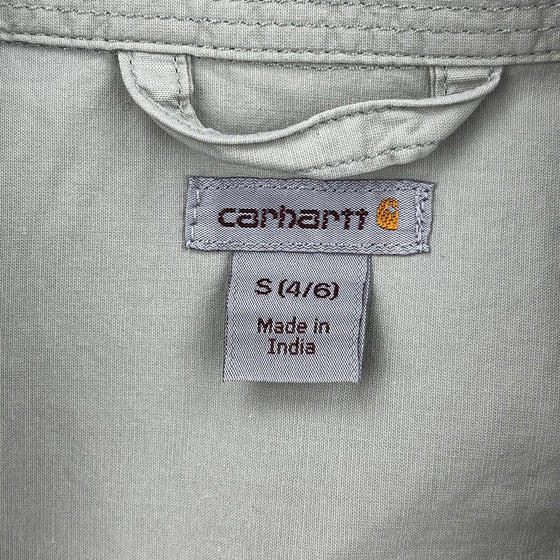 carhartt
S (4/6)
Made in
India